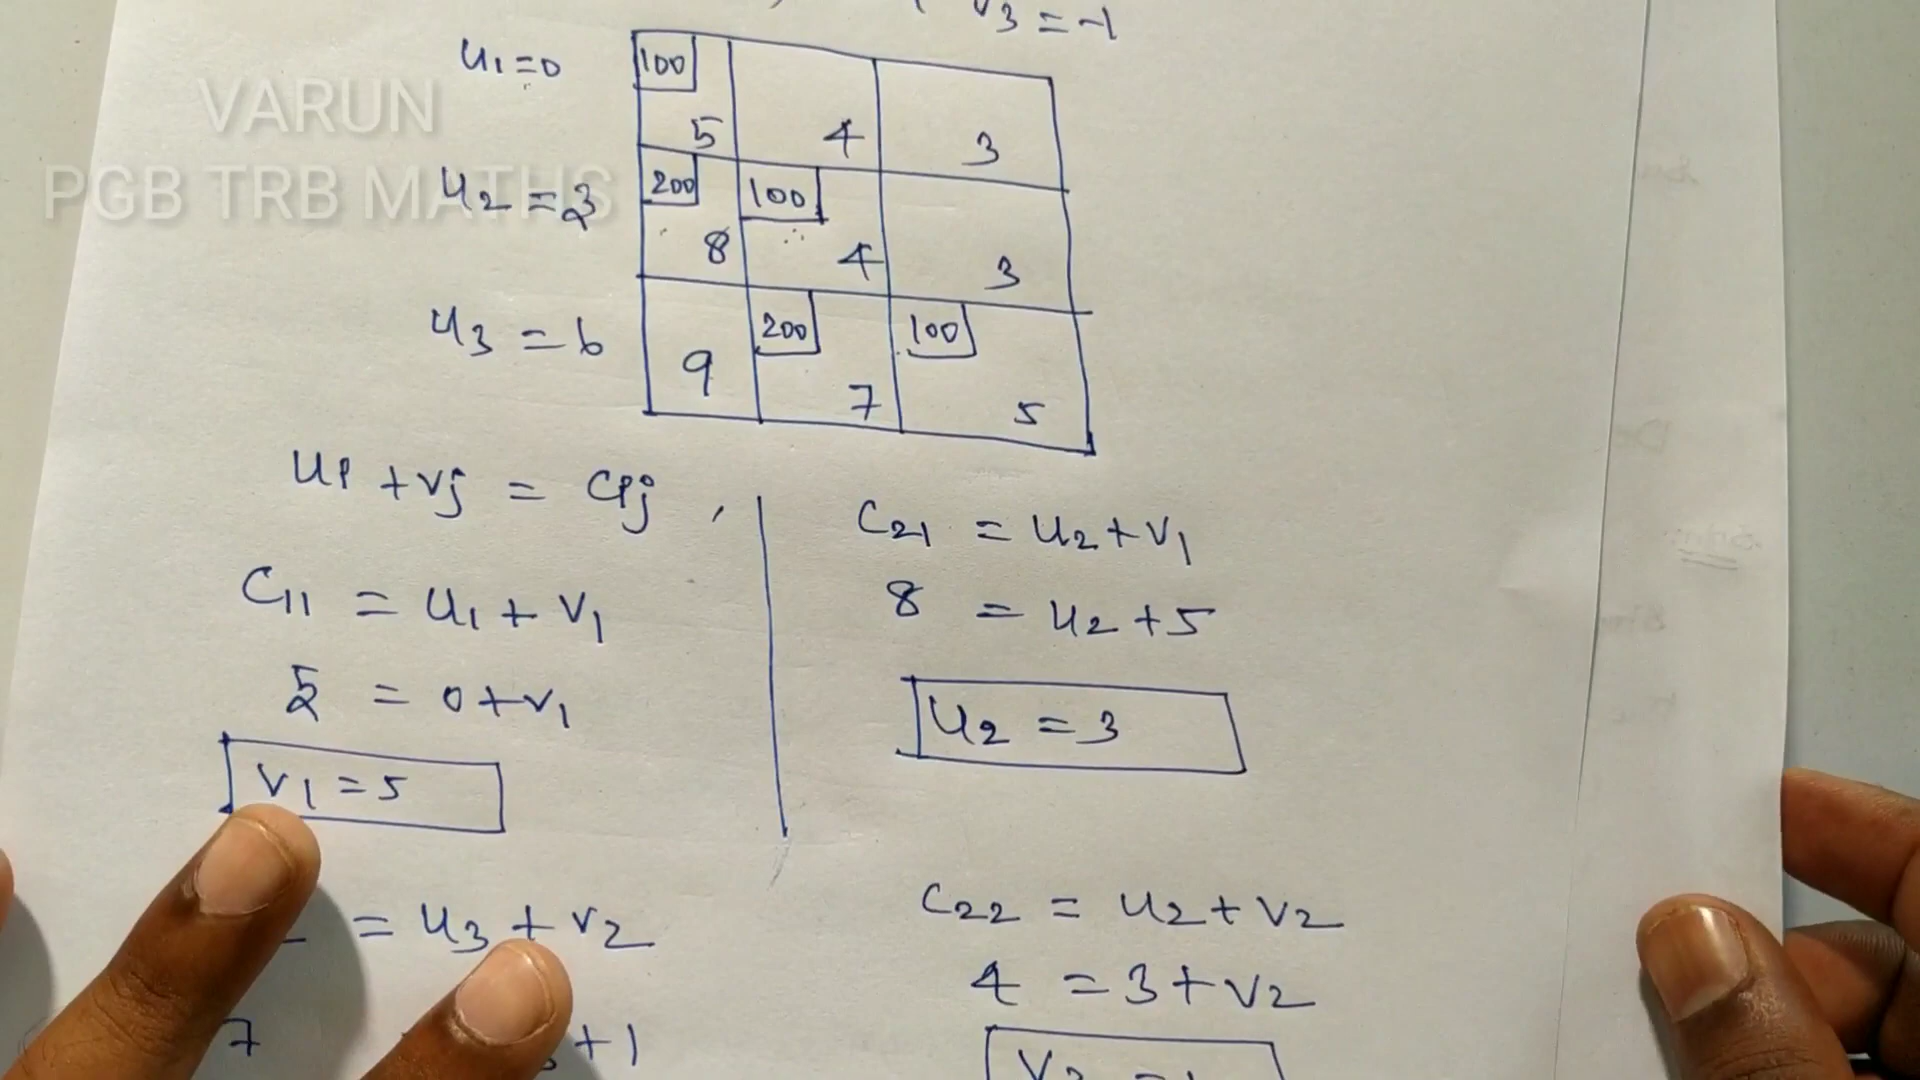 v3 = -1
u1 = 0
100
5 4 3
VARUN
PGB TRB MATHS
u2 = 3
200 100
8 4 3
u3 = 6
200 100
9 7 5
ui + vj = cij ,
C11 = u1 + v1
5 = 0 + v1
v1 = 5
C21 = u2 + v1
8 = u2 + 5
u2 = 3
= u3 + v2
7 + 1
C22 = u2 + v2
4 = 3 + v2
v2 = 1